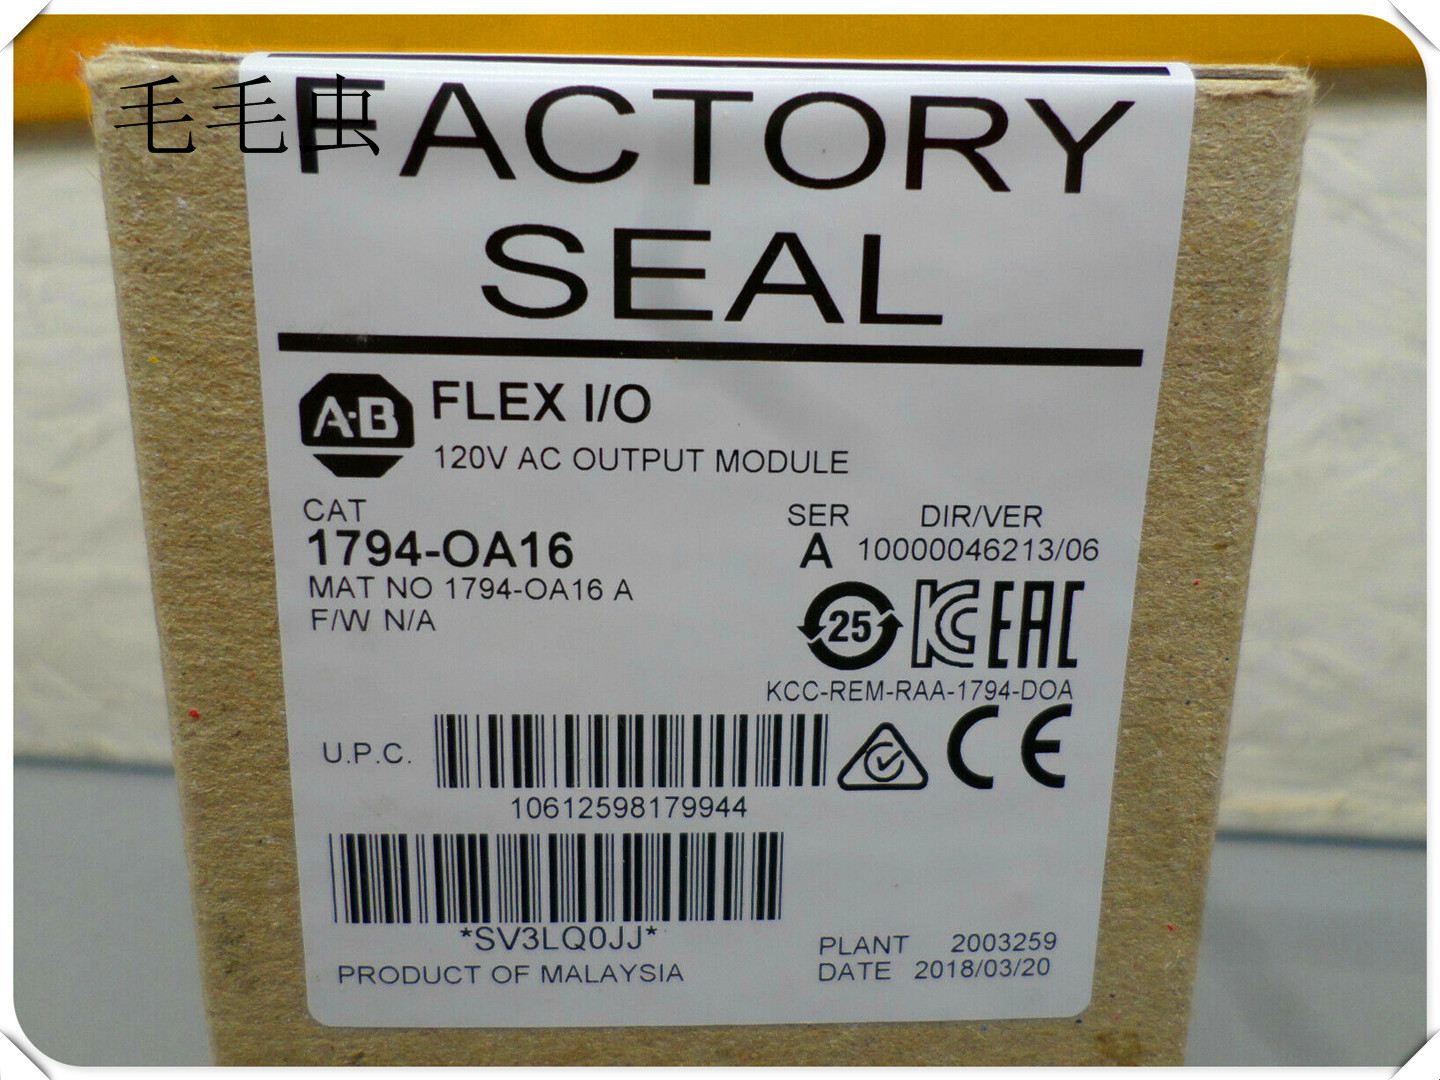 毛毛虫
FACTORY
SEAL
A-B
FLEX I/O
120V AC OUTPUT MODULE
CAT
1794-OA16
MAT NO 1794-OA16 A
F/W N/A
SER
A
DIR/VER
10000046213/06
25
KC
EAC
KCC-REM-RAA-1794-DOA
CE
U.P.C.
10612598179944
*SV3LQ0JJ*
PRODUCT OF MALAYSIA
PLANT 2003259
DATE 2018/03/20